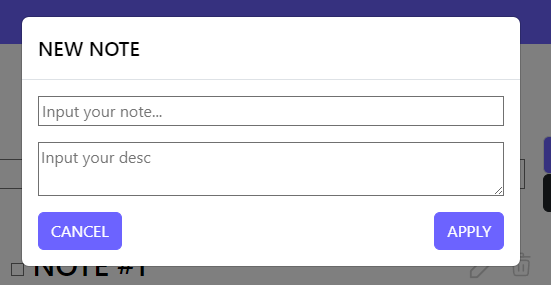 NEW NOTE
Input your note...
Input your desc
CANCEL
APPLY
NOTE #1